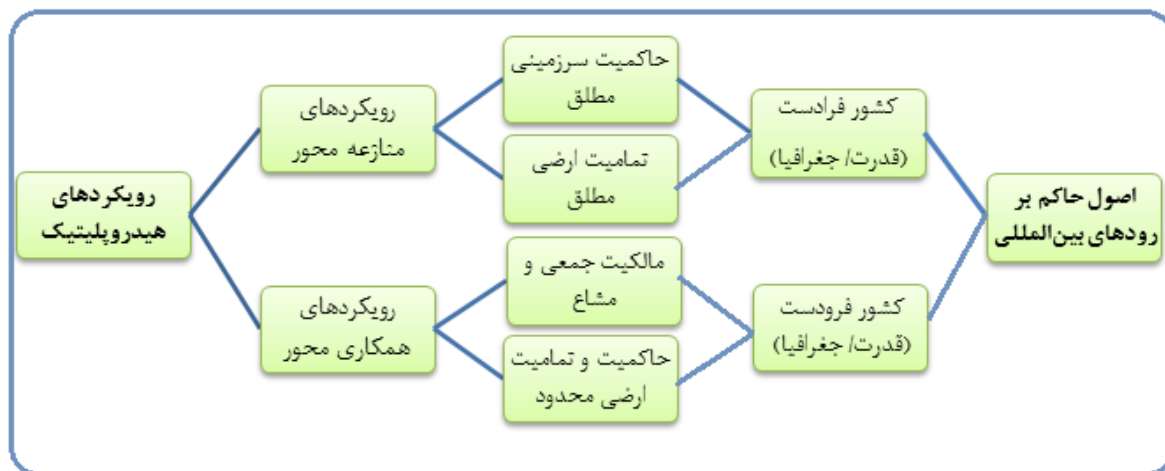 اصول حاکم بر
رودهای بین‌المللی
کشور فرادست
(قدرت/ جغرافیا)
کشور فرودست
(قدرت/ جغرافیا)
حاکمیت سرزمینی
مطلق
تمامیت ارضی
مطلق
مالکیت جمعی و
مشاع
حاکمیت و تمامیت
ارضی محدود
رویکردهای
منازعه محور
رویکردهای
همکاری محور
رویکردهای
هیدروپلیتیک